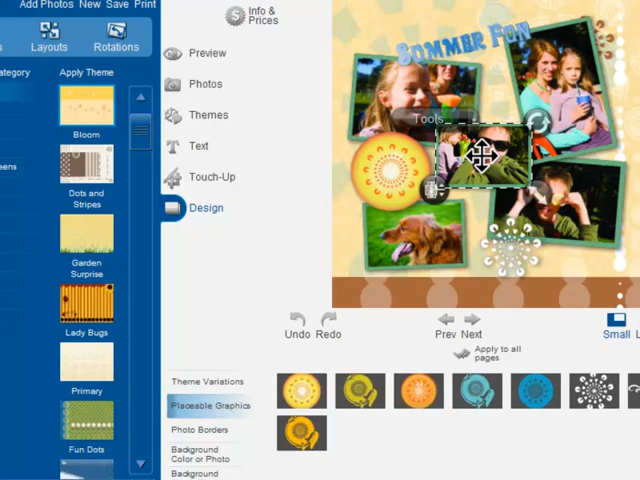 Add Photos New Save Print
Layouts
Rotations
Apply Theme
Bloom
Dots and
Stripes
Garden
Surprise
Lady Bugs
Primary
Fun Dots
Info &
Prices
Preview
Photos
Themes
Text
Touch-Up
Design
SUMMER FUN
Tools
Undo Redo
Prev Next
Small
Apply to all
pages
Theme Variations
Placeable Graphics
Photo Borders
Background
Color or Photo
Background